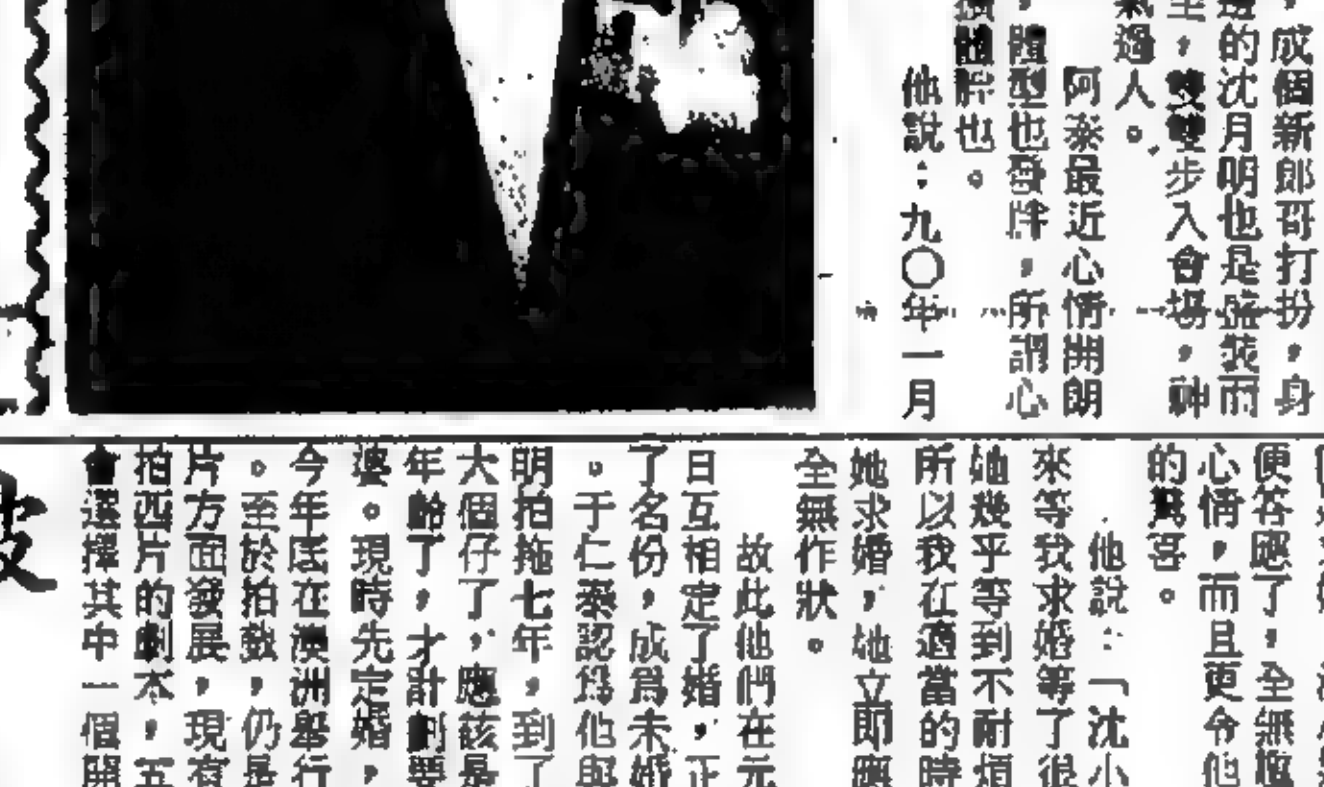 ，成個新郎哥打扮，身
的沈月明也是盛裝而
至，雙雙步入會場，神
氣過人。
阿泰最近心情開朗
，體型也發胖，所謂心
體胖也。
他說：九〇年一月
便答應了，全無
心情，而且更令他
的驚喜。
他說：「沈小
來等我求婚等了很
她幾乎等到不耐煩
所以我在適當的時
她求婚，她立即應
全無作狀。
故此他們在元
日互相定了婚，正
了名份，成爲未婚
。于仁泰認爲他與
明拍拖七年，到了
大個仔了，應該是
年齡了，才計劃要
婆。現時先定婚，
今年底在澳洲舉行
。至於拍戲，仍是
片方面發展，現有
拍西片的劇本，五
會選擇其中一個開